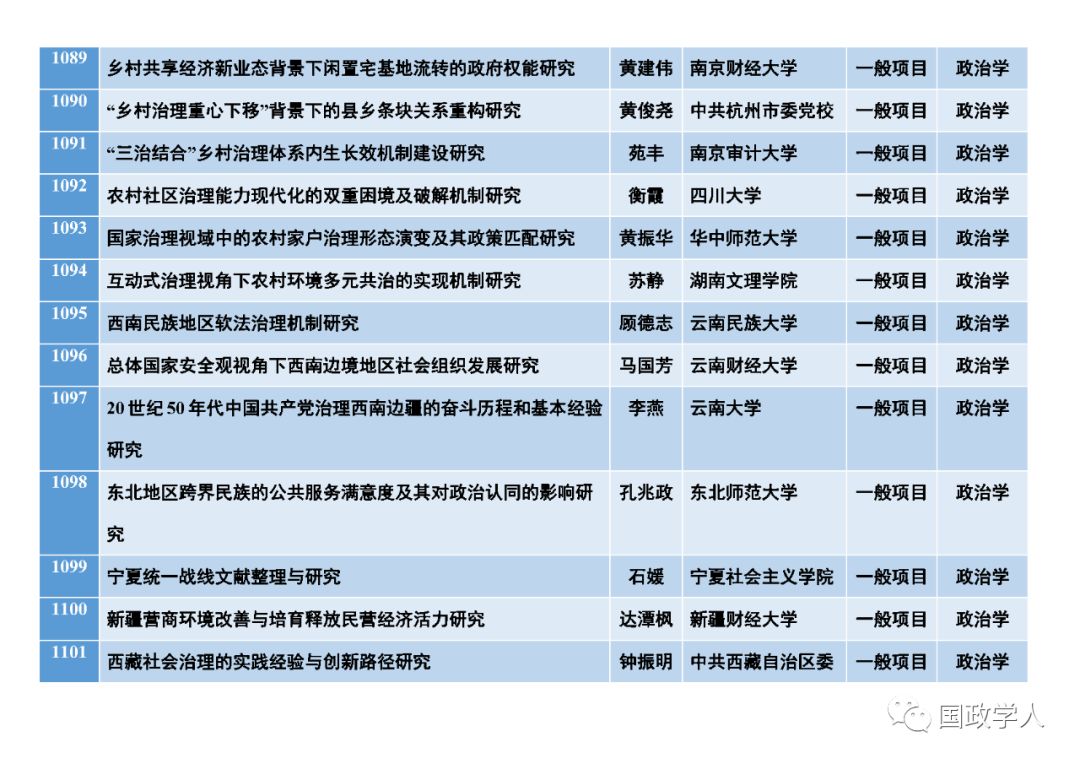 1089 乡村共享经济新业态背景下闲置宅基地流转的政府权能研究 黄建伟 南京财经大学 一般项目 政治学
1090 “乡村治理重心下移”背景下的县乡条块关系重构研究 黄俊尧 中共杭州市委党校 一般项目 政治学
1091 “三治结合”乡村治理体系内生长效机制建设研究 苑丰 南京审计大学 一般项目 政治学
1092 农村社区治理能力现代化的双重困境及破解机制研究 衡霞 四川大学 一般项目 政治学
1093 国家治理视域中的农村家户治理形态演变及其政策匹配研究 黄振华 华中师范大学 一般项目 政治学
1094 互动式治理视角下农村环境多元共治的实现机制研究 苏静 湖南文理学院 一般项目 政治学
1095 西南民族地区软法治理机制研究 顾德志 云南民族大学 一般项目 政治学
1096 总体国家安全观视角下西南边境地区社会组织发展研究 马国芳 云南财经大学 一般项目 政治学
1097 20世纪50年代中国共产党治理西南边疆的奋斗历程和基本经验 李燕 云南大学 一般项目 政治学
研究
1098 东北地区跨界民族的公共服务满意度及其对政治认同的影响研 孔兆政 东北师范大学 一般项目 政治学
究
1099 宁夏统一战线文献整理与研究 石媛 宁夏社会主义学院 一般项目 政治学
1100 新疆营商环境改善与培育释放民营经济活力研究 达潭枫 新疆财经大学 一般项目 政治学
1101 西藏社会治理的实践经验与创新路径研究 钟振明 中共西藏自治区委 一般项目 政治学
国政学人